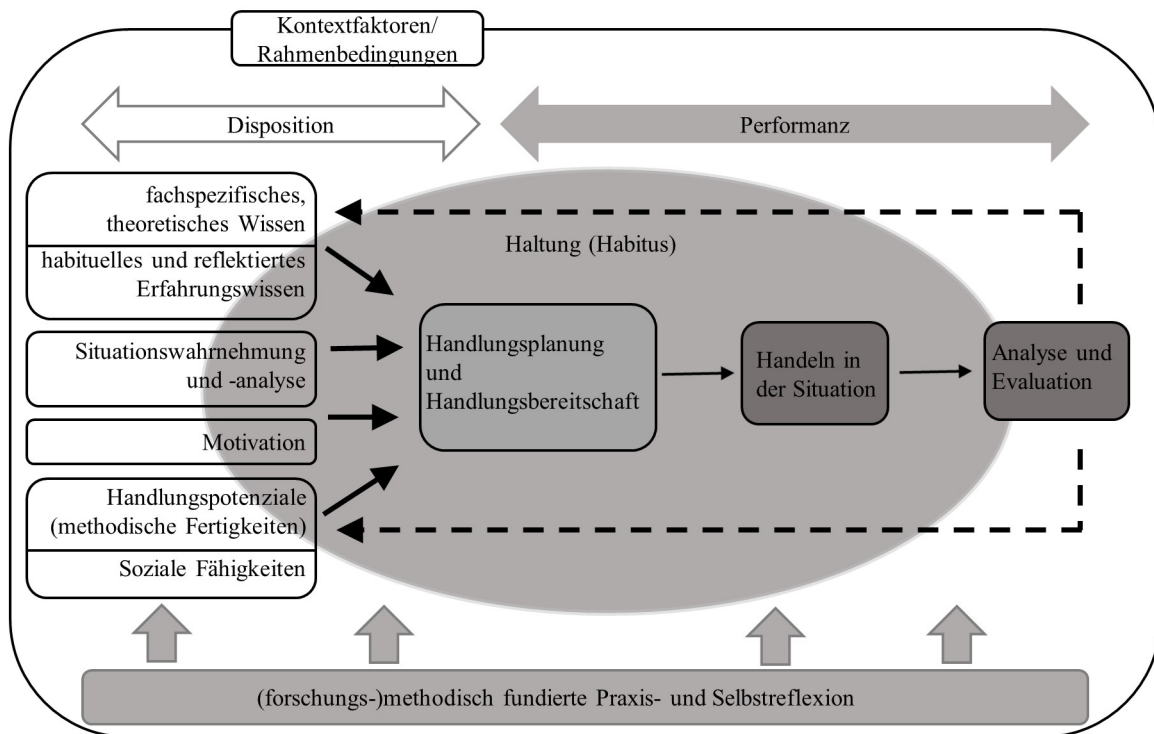 Kontextfaktoren/
Rahmenbedingungen
Disposition
Performanz
fachspezifisches,
theoretisches Wissen
habituelles und reflektiertes
Erfahrungswissen
Situationswahrnehmung
und -analyse
Motivation
Handlungspotenziale
(methodische Fertigkeiten)
Soziale Fähigkeiten
Haltung (Habitus)
Handlungsplanung
und
Handlungsbereitschaft
Handeln in
der Situation
Analyse und
Evaluation
(forschungs-)methodisch fundierte Praxis- und Selbstreflexion